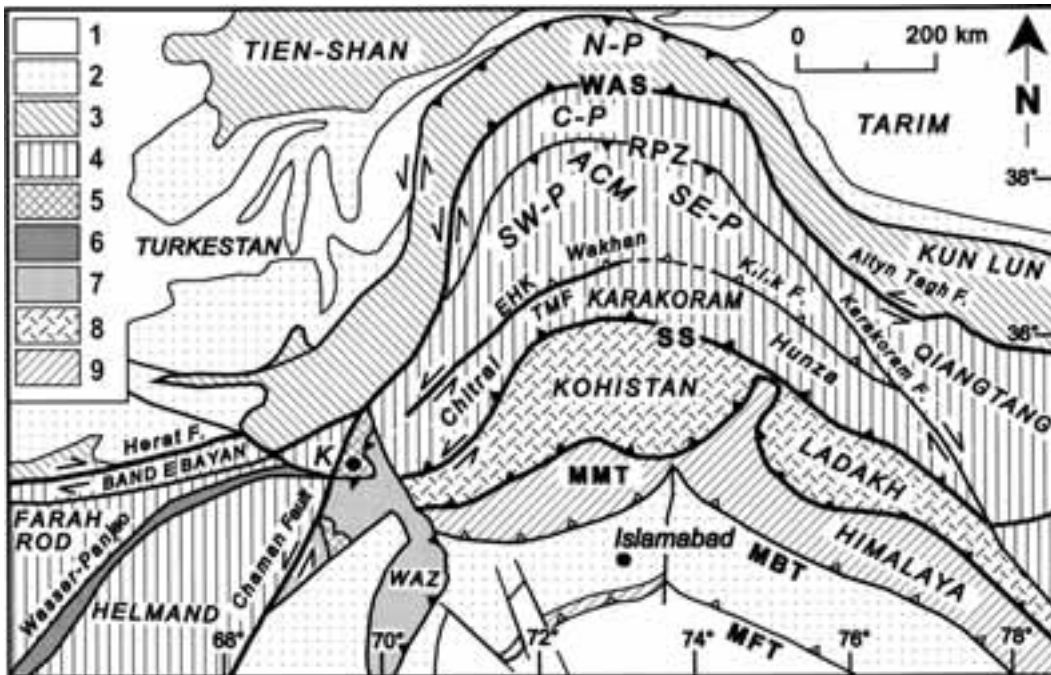 1
2
3
4
5
6
7
8
9
TIEN-SHAN
N-P
0 200 km
N
WAS
C-P
TARIM
RPZ
38°
ACM
SW-P
SE-P
TURKESTAN
Wakhan
KUN LUN
Altyn Tagh F.
EHK
TMF
K.l.k F.
KARAKORAM
Karakoram F.
36°
SS
QIANGTANG
Chitral
Hunza
KOHISTAN
Herat F.
BAND E BAYAN
K
LADAKH
MMT
FARAH
ROD
Waser-Panjao
Chaman Fault
Islamabad
HIMALAYA
WAZ
MBT
HELMAND
68°
70°
72°
74°
76°
78°
MFT